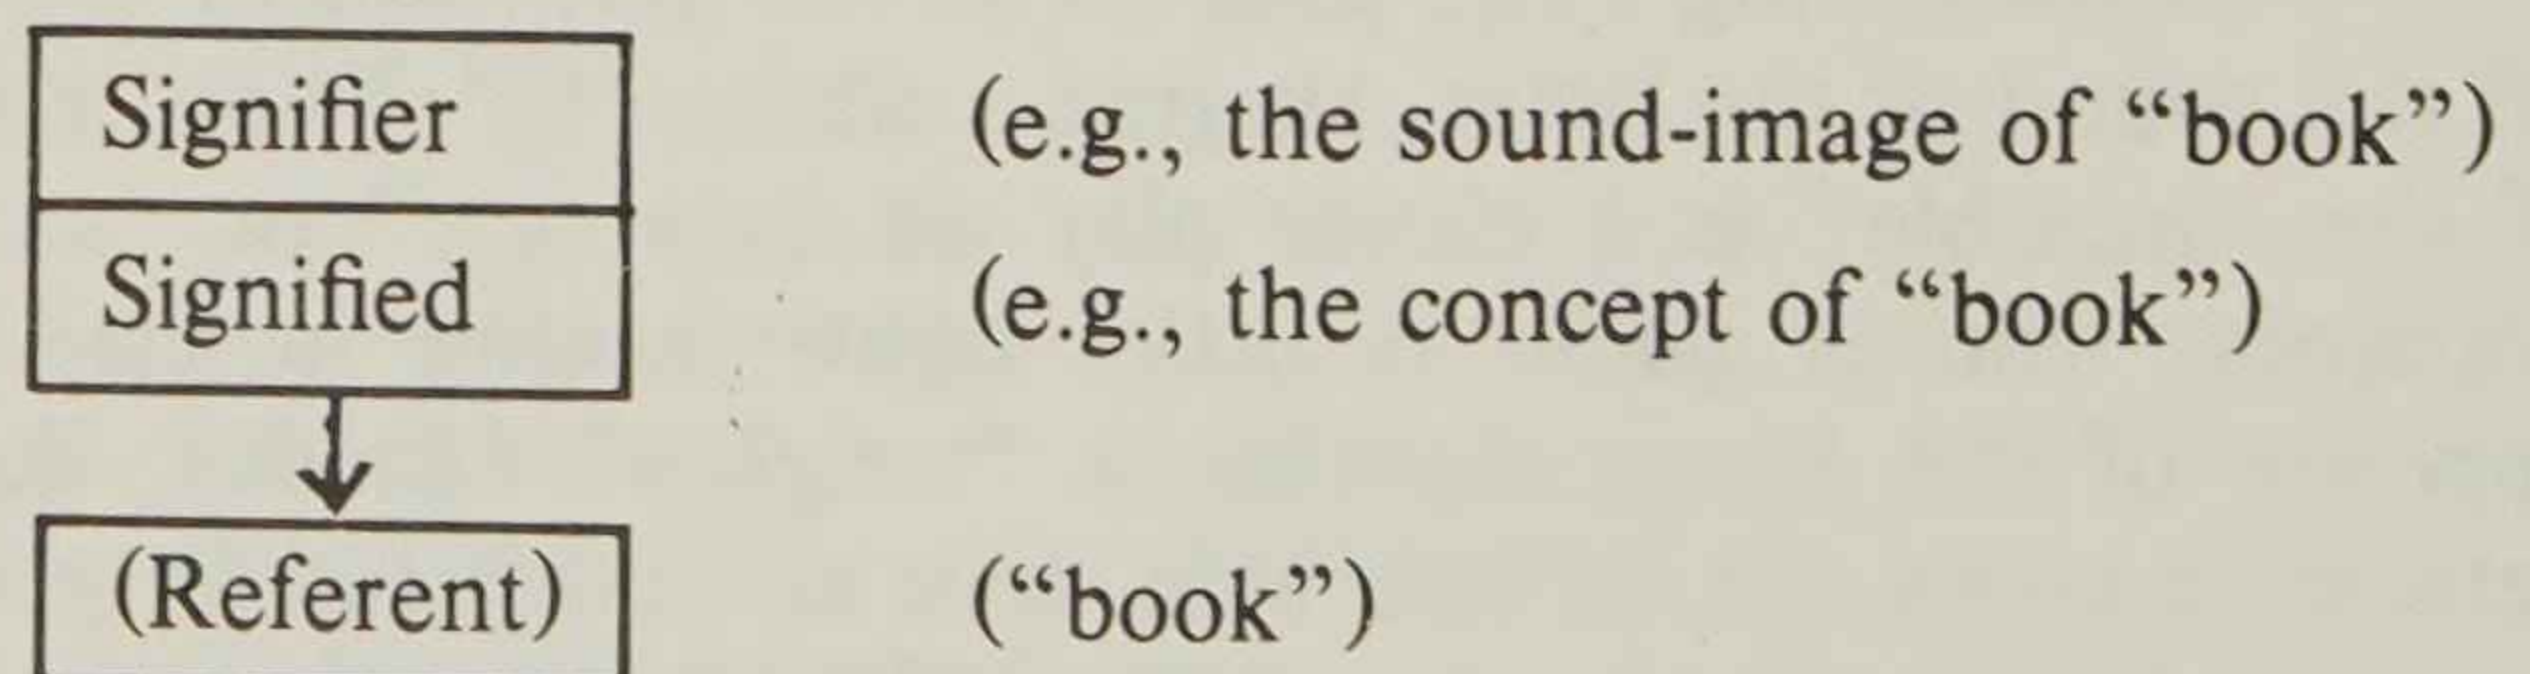 Signifier (e.g., the sound-image of “book”)
Signified (e.g., the concept of “book”)
(Referent) (“book”)